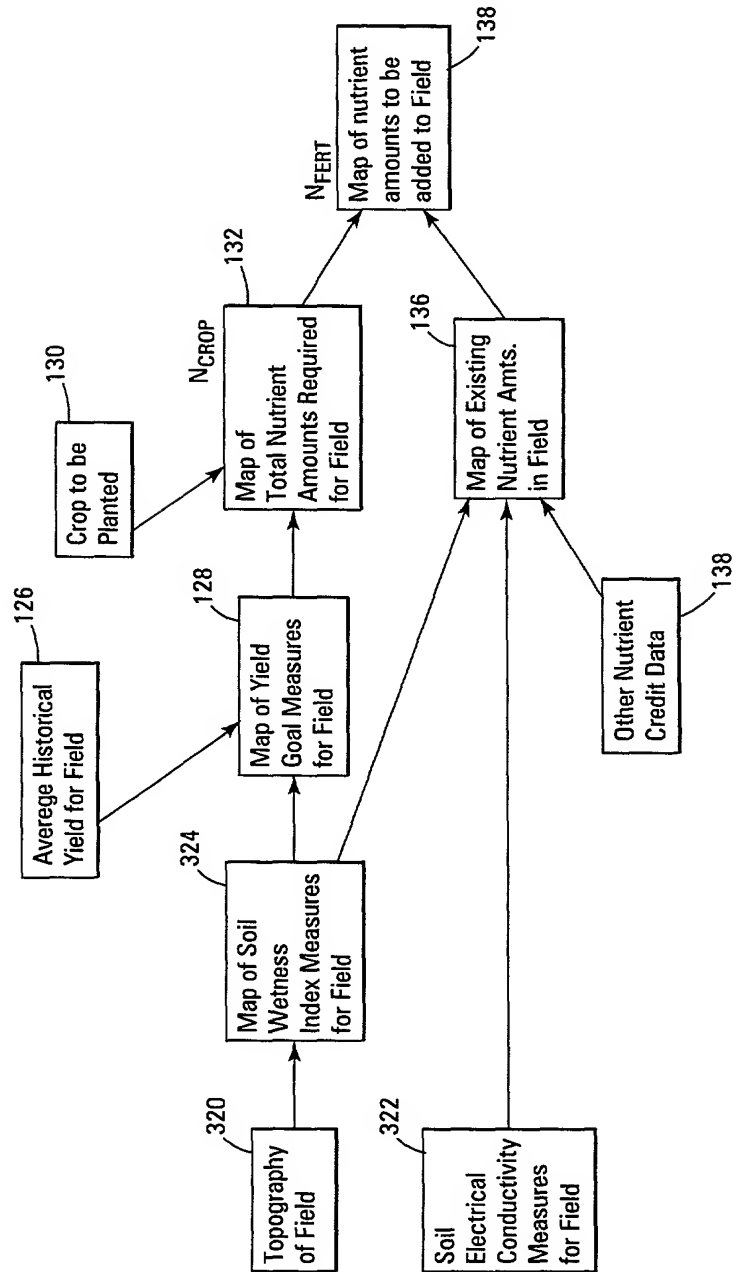 320
Topography
of Field
322
Soil
Electrical
Conductivity
Measures
for Field
324
Map of Soil
Wetness
Index Measures
for Field
126
Averege Historical
Yield for Field
128
Map of Yield
Goal Measures
for Field
130
Crop to be
Planted
132
NCROP
Map of
Total Nutrient
Amounts Required
for Field
136
Map of Existing
Nutrient Amts.
in Field
138
Other Nutrient
Credit Data
NFERT
Map of nutrient
amounts to be
added to Field
138